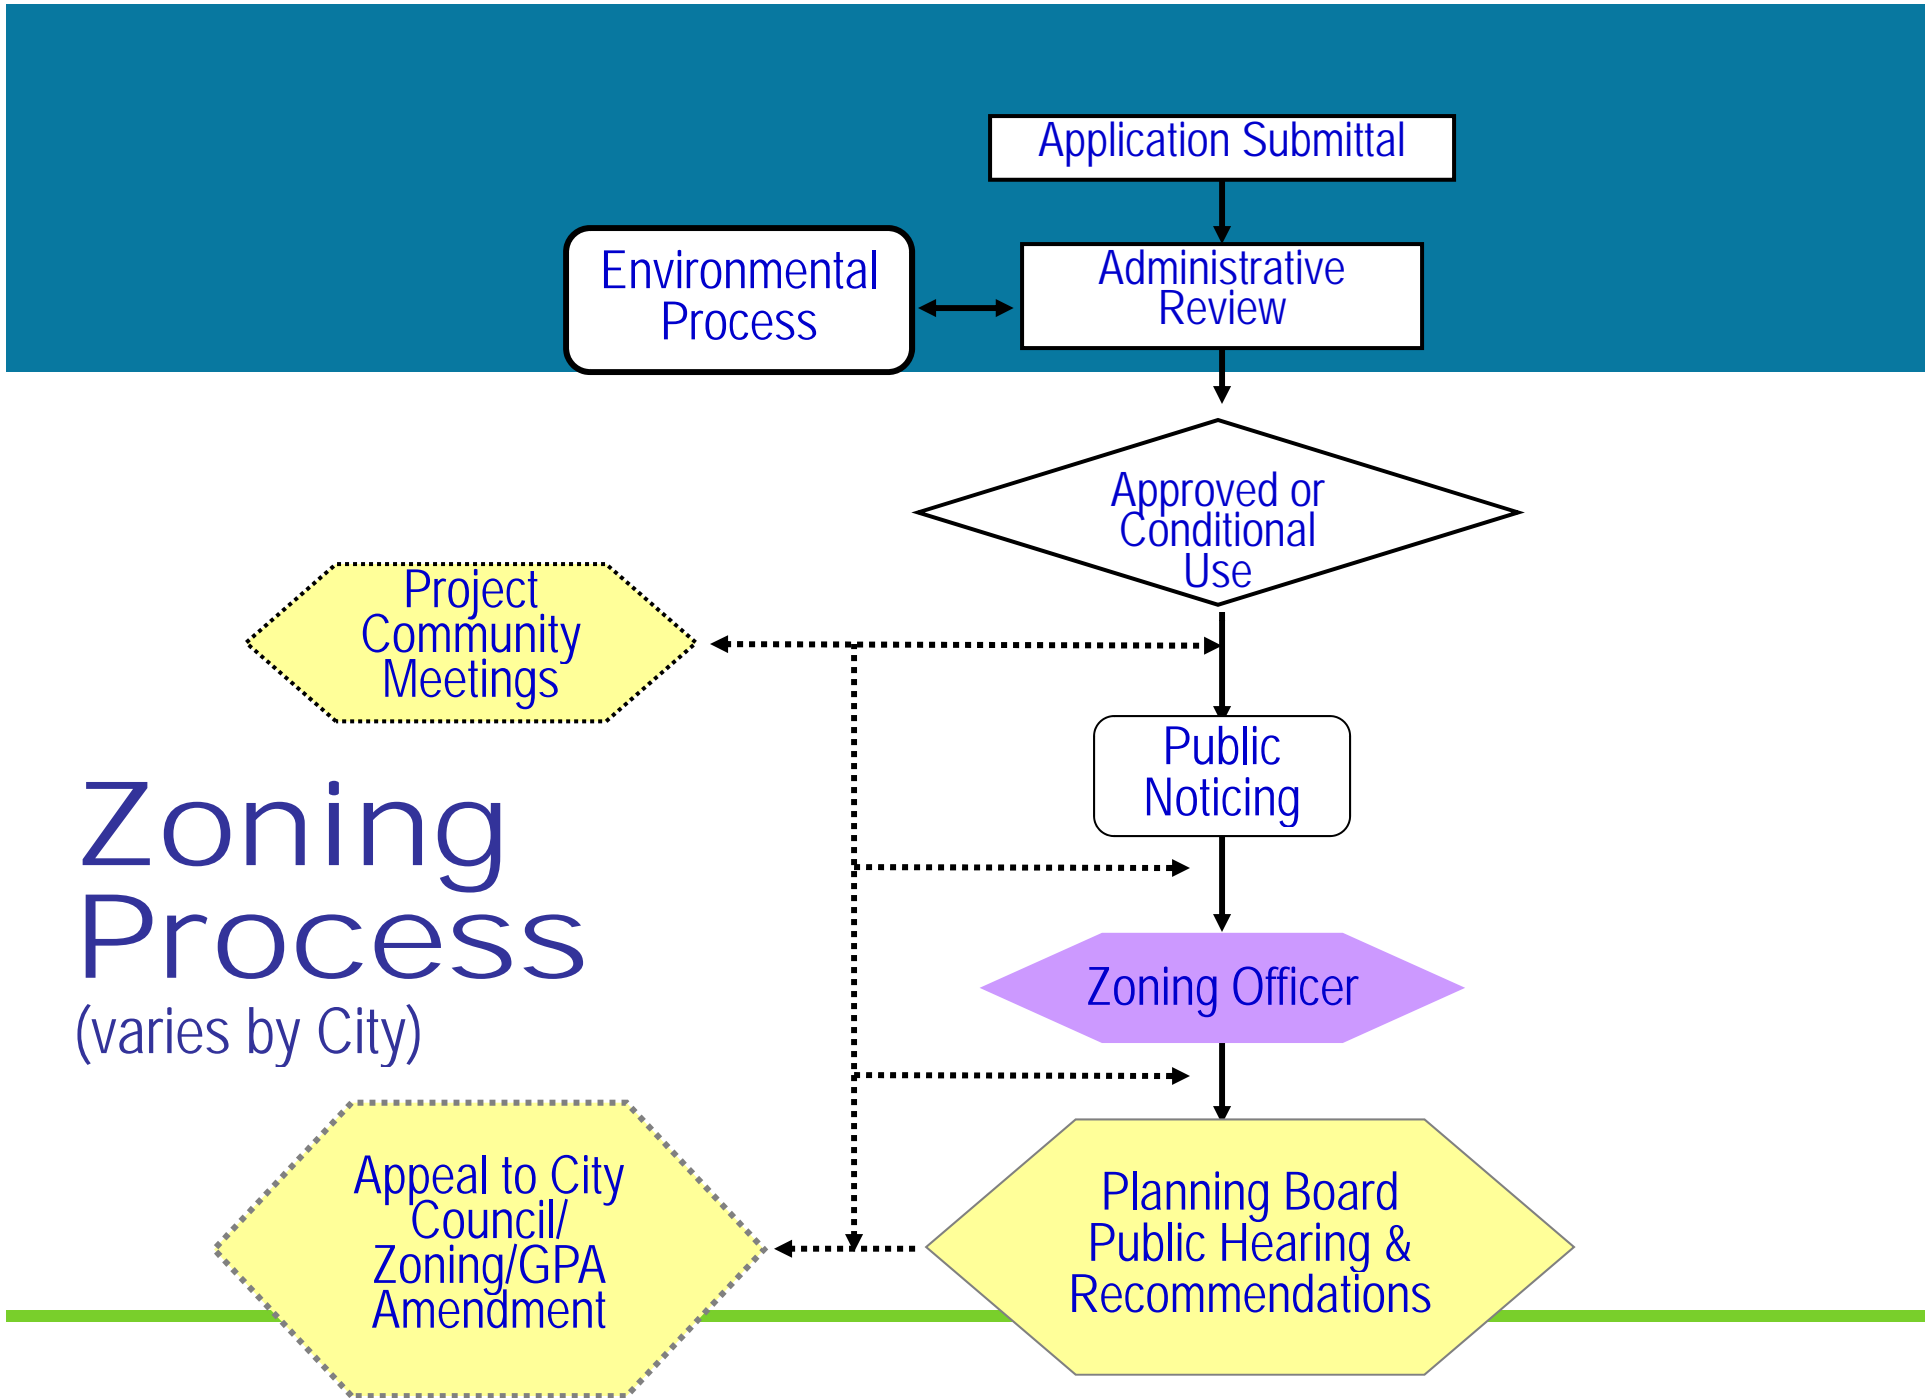 Application Submittal
Environmental
Process
Administrative
Review
Approved or
Conditional
Use
Project
Community
Meetings
Public
Noticing
Zoning
Process
(varies by City)
Zoning Officer
Appeal to City
Council/
Zoning/GPA
Amendment
Planning Board
Public Hearing &
Recommendations